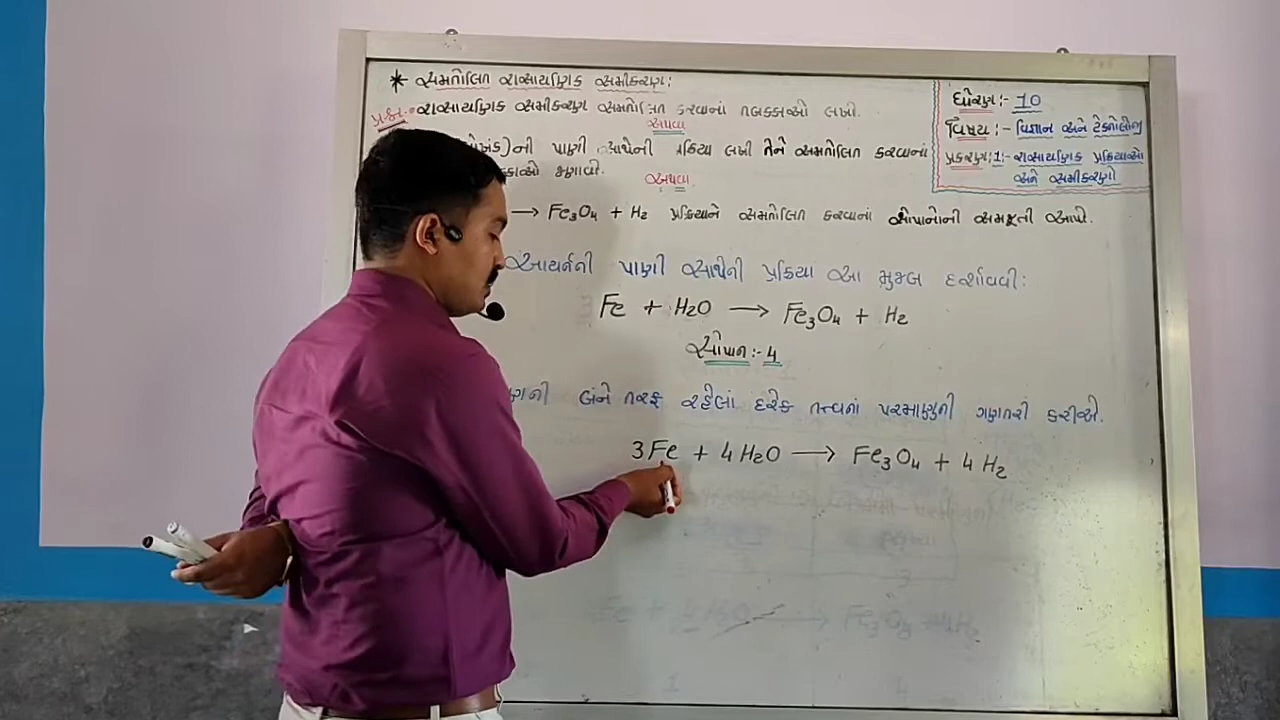 * સમતોલિત રાસાયણિક સમીકરણ:
પ્રશ્ન:- રાસાયણિક સમીકરણ સમતોલિત કરવાનાં તબક્કાઓ લખો.
અથવા
ની પાણી સાથેની પ્રક્રિયા લખી તેને સમતોલિત કરવાના
જણાવો.
અથવા
→ Fe₃O₄ + H₂ પ્રક્રિયાને સમતોલિત કરવાનાં સોપાનોની સમજૂતી આપો.
ધોરણ:- 10
વિષય:- વિજ્ઞાન અને ટેકનોલોજી
પ્રકરણ:1:- રાસાયણિક પ્રક્રિયાઓ
અને સમીકરણો
આયર્નની પાણી સાથેની પ્રક્રિયા આ મુજબ દર્શાવવી:
Fe + H₂O → Fe₃O₄ + H₂
સોપાન:- 4
બંને તરફ રહેલાં દરેક તત્ત્વનાં પરમાણુની ગણતરી કરીએ.
3Fe + 4H₂O → Fe₃O₄ + 4H₂